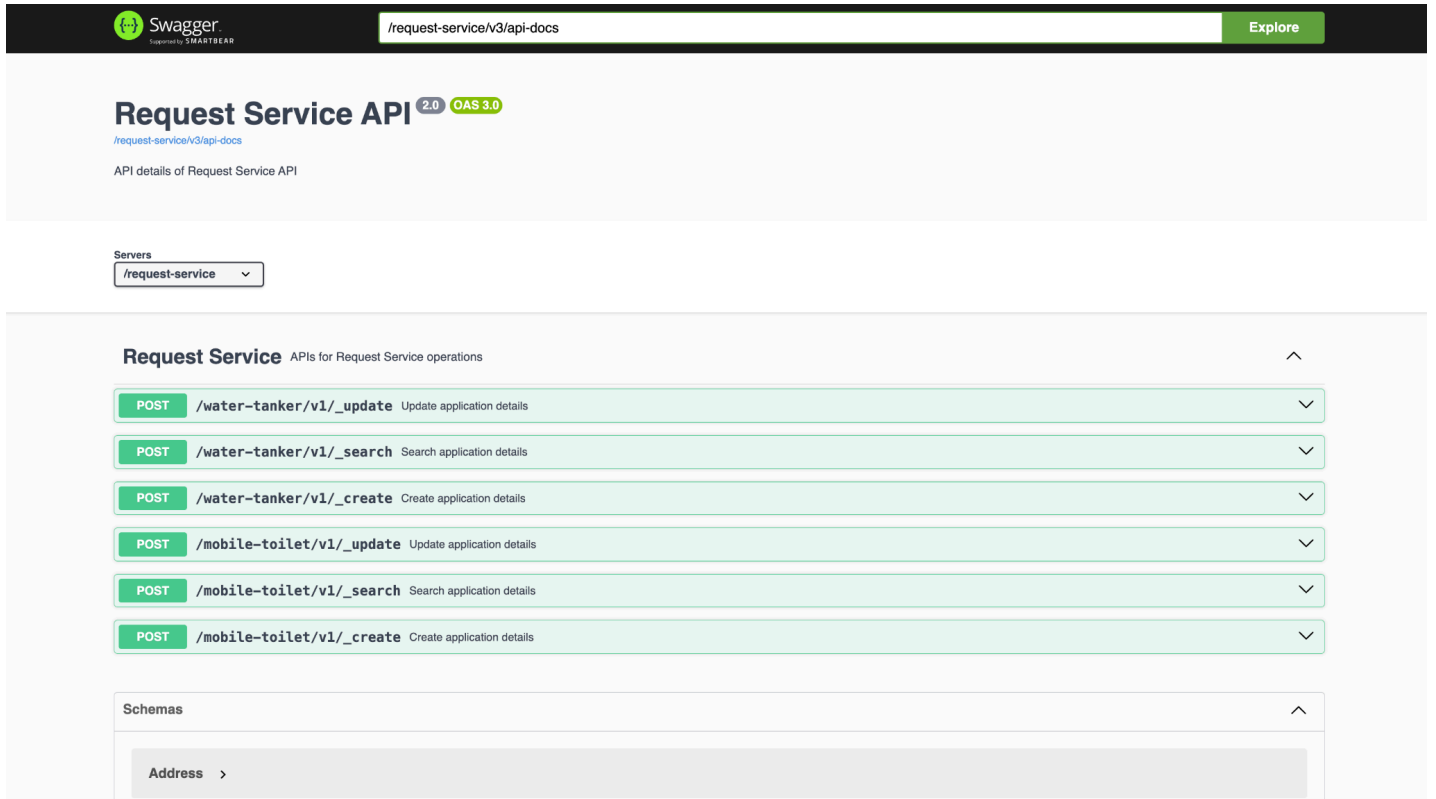 Swagger.
Supported by SMARTBEAR
/request-service/v3/api-docs
Explore
Request Service API 2.0 OAS 3.0
/request-service/v3/api-docs
API details of Request Service API
Servers
/request-service
Request Service APIs for Request Service operations
POST /water-tanker/v1/_update Update application details
POST /water-tanker/v1/_search Search application details
POST /water-tanker/v1/_create Create application details
POST /mobile-toilet/v1/_update Update application details
POST /mobile-toilet/v1/_search Search application details
POST /mobile-toilet/v1/_create Create application details
Schemas
Address